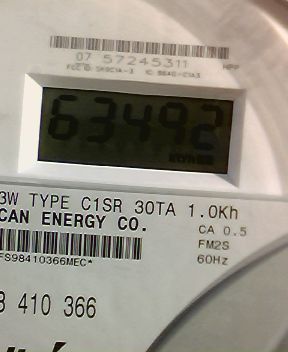 07 57245311
63492
3W TYPE C1SR 30TA 1.0Kh
CAN ENERGY CO.
CA 0.5
FM2S
60Hz
FS98410366MEC*
410 366